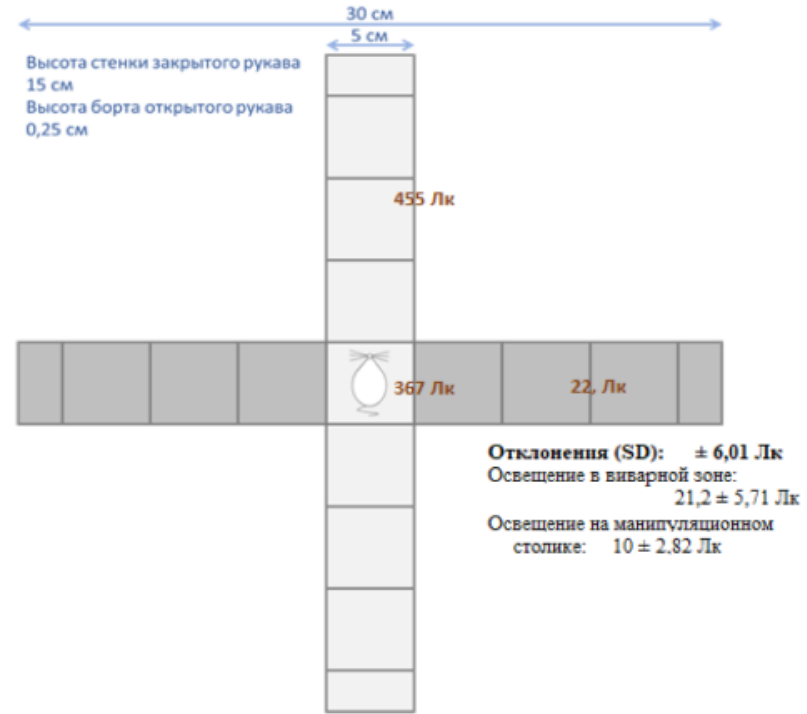 30 см
5 см
Высота стенки закрытого рукава
15 см
Высота борта открытого рукава
0,25 см
455 Лк
367 Лк
22, Лк
Отклонения (SD): ± 6,01 Лк
Освещение в виварной зоне:
21,2 ± 5,71 Лк
Освещение на манипуляционном
столике: 10 ± 2,82 Лк